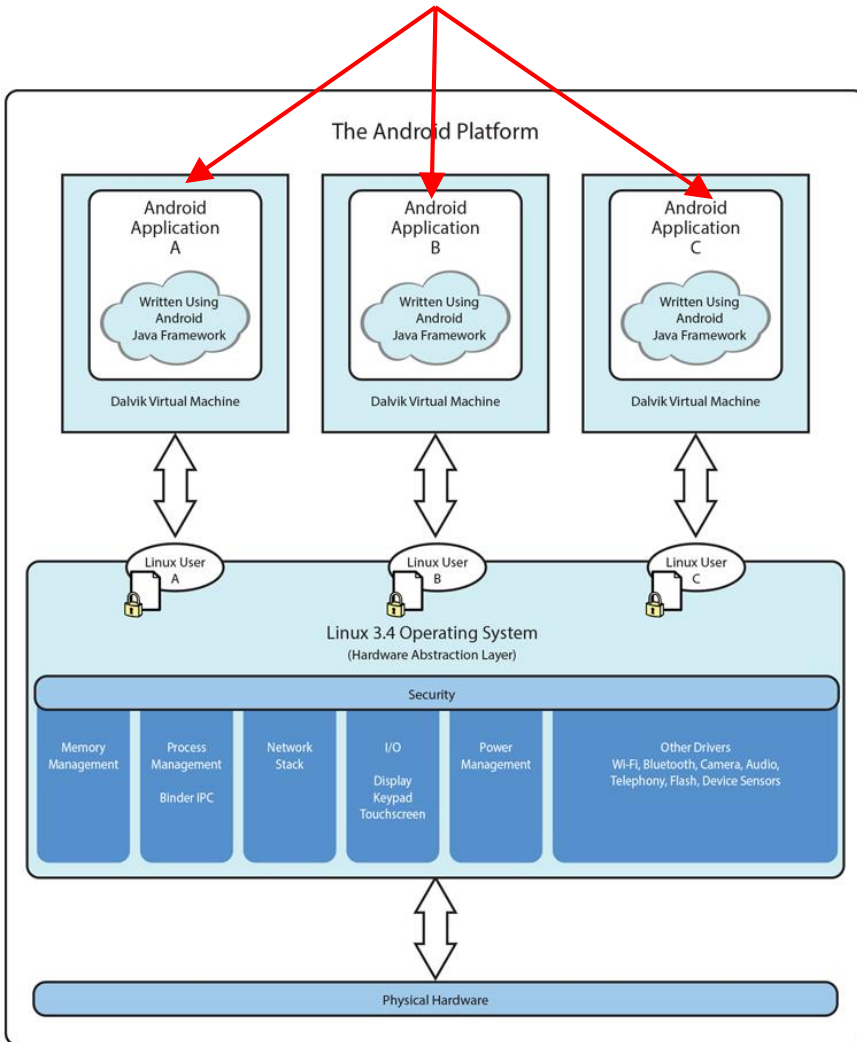 The Android Platform
Android
Application
A
Written Using
Android
Java Framework
Dalvik Virtual Machine
Android
Application
B
Written Using
Android
Java Framework
Dalvik Virtual Machine
Android
Application
C
Written Using
Android
Java Framework
Dalvik Virtual Machine
Linux User
A
Linux User
B
Linux User
C
Linux 3.4 Operating System
(Hardware Abstraction Layer)
Security
Memory
Management
Process
Management
Binder IPC
Network
Stack
I/O
Display
Keypad
Touchscreen
Power
Management
Other Drivers
Wi-Fi, Bluetooth, Camera, Audio,
Telephony, Flash, Device Sensors
Physical Hardware